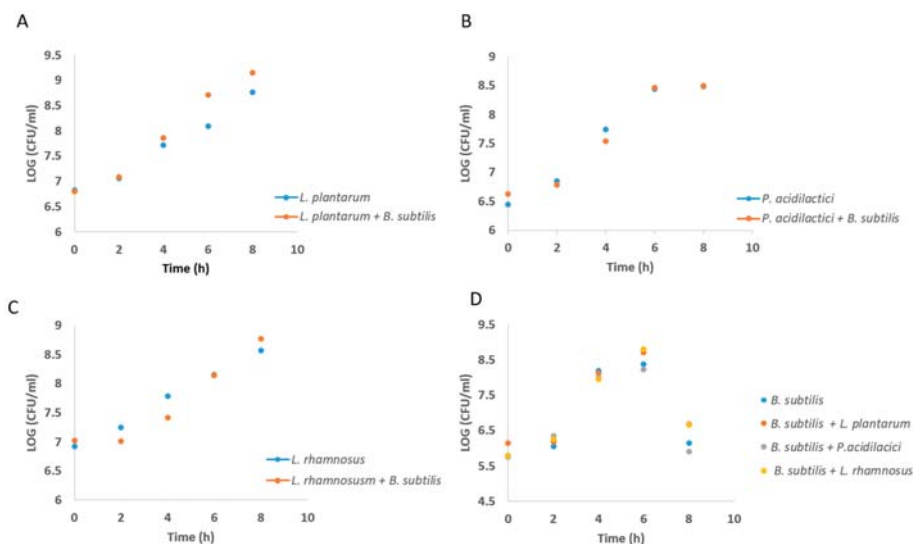 A
9.5
9
8.5
8
7.5
7
6.5
6
LOG (CFU/ml)
0 2 4 6 8 10
Time (h)
L. plantarum
L. plantarum + B. subtilis
B
9
8.5
8
7.5
7
6.5
6
LOG (CFU/ml)
0 2 4 6 8 10
Time (h)
P. acidilactici
P. acidilactici + B. subtilis
C
9
8.5
8
7.5
7
6.5
6
LOG (CFU/ml)
0 2 4 6 8 10
Time (h)
L. rhamnosus
L. rhamnosusm + B. subtilis
D
9.5
8.5
7.5
6.5
5.5
4.5
LOG (CFU/ml)
0 2 4 6 8 10
Time (h)
B. subtilis
B. subtilis + L. plantarum
B. subtilis + P.acidilacici
B. subtilis + L. rhamnosus